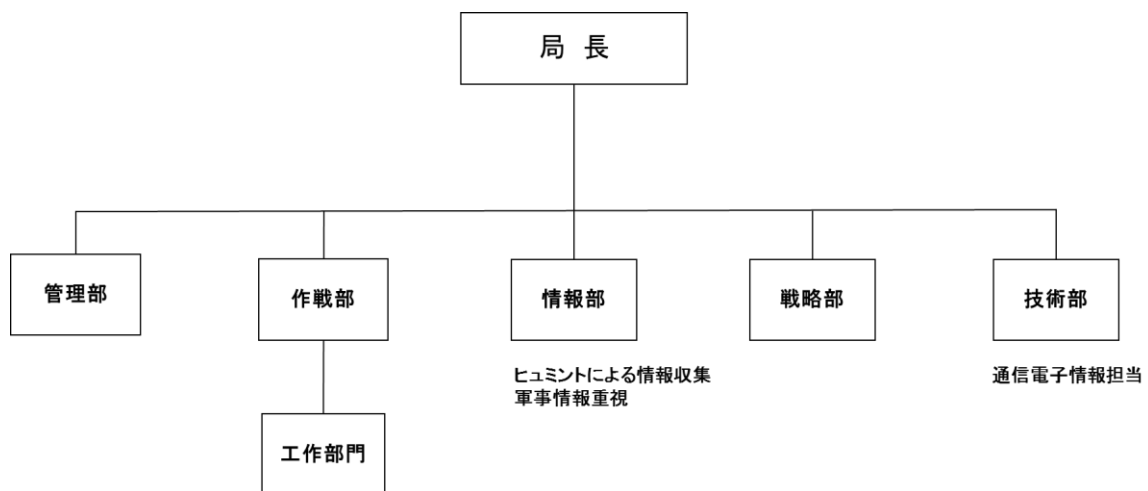 局 長
管理部
作戦部
情報部
戦略部
技術部
ヒュミントによる情報収集
軍事情報重視
通信電子情報担当
工作部門